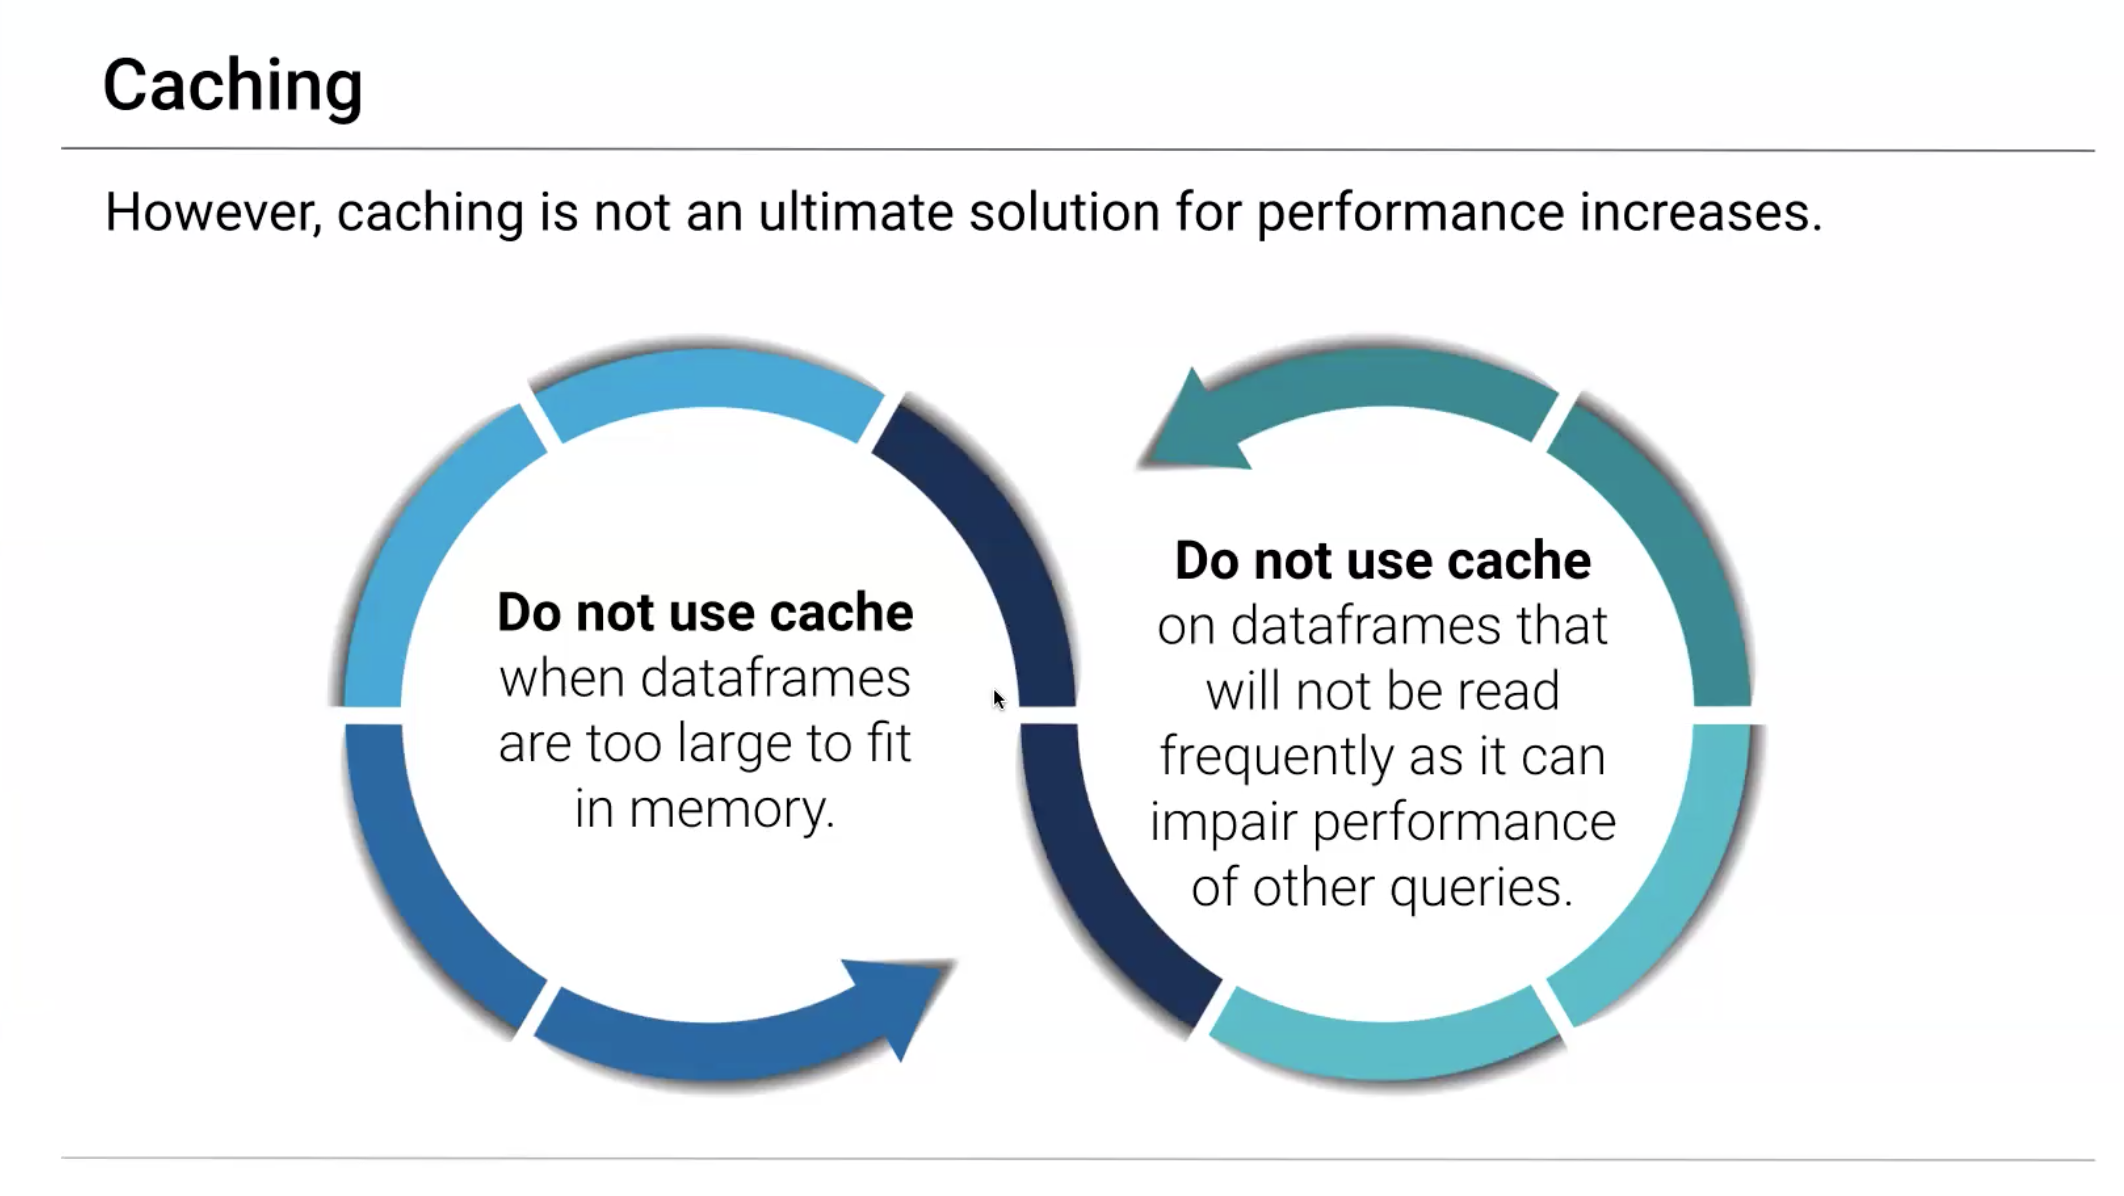 Caching
However, caching is not an ultimate solution for performance increases.
Do not use cache
when dataframes
are too large to fit
in memory.
Do not use cache
on dataframes that
will not be read
frequently as it can
impair performance
of other queries.